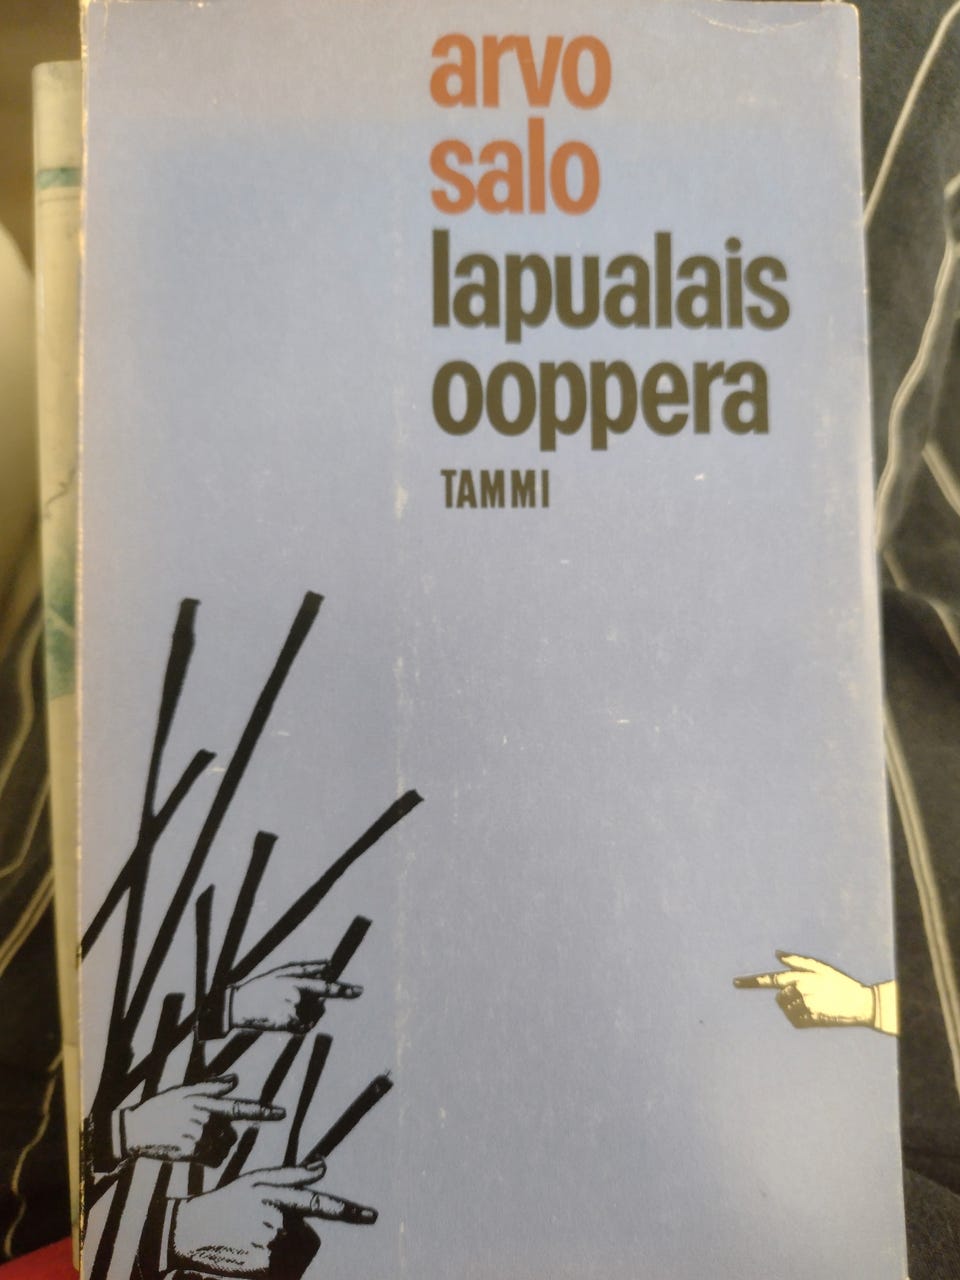 arvo
salo
lapualais
ooppera
TAMMI